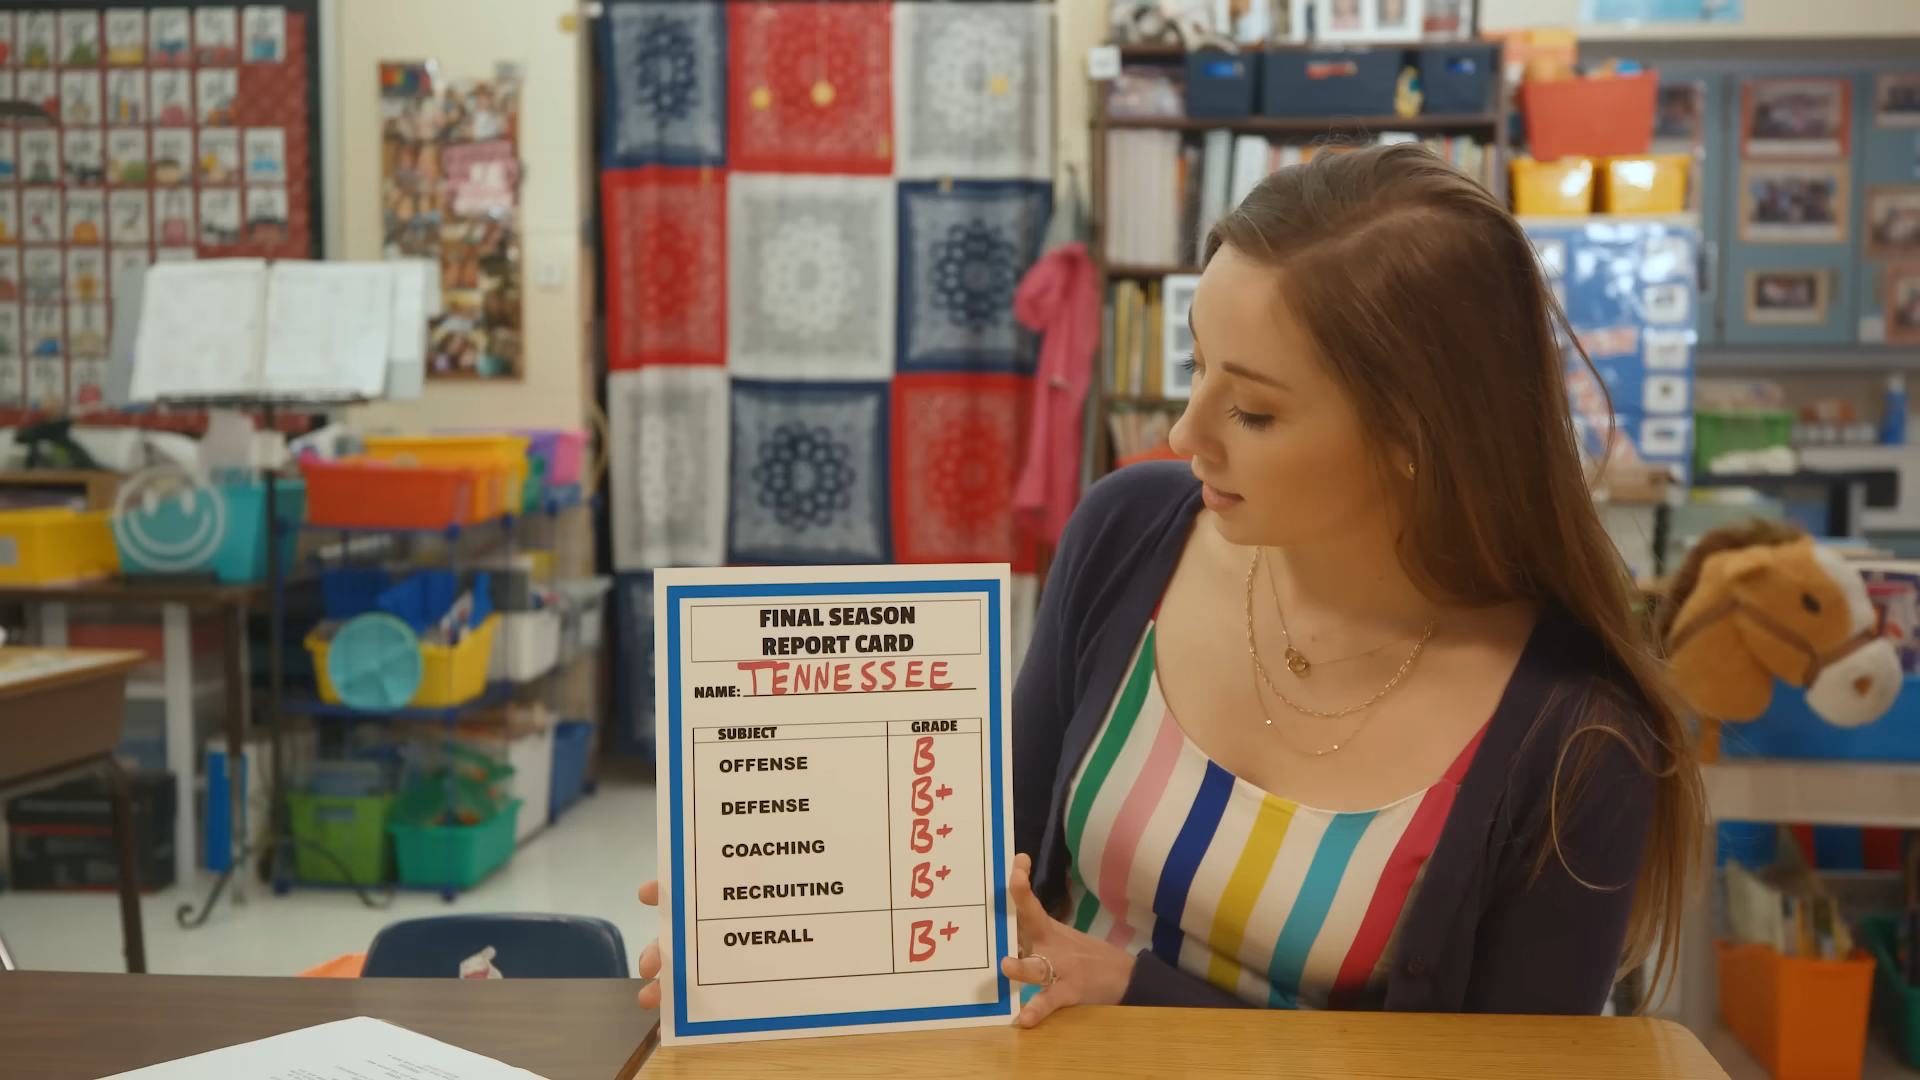 FINAL SEASON
REPORT CARD
NAME: TENNESSEE
SUBJECT GRADE
OFFENSE B
DEFENSE B+
COACHING B+
RECRUITING B+
OVERALL B+